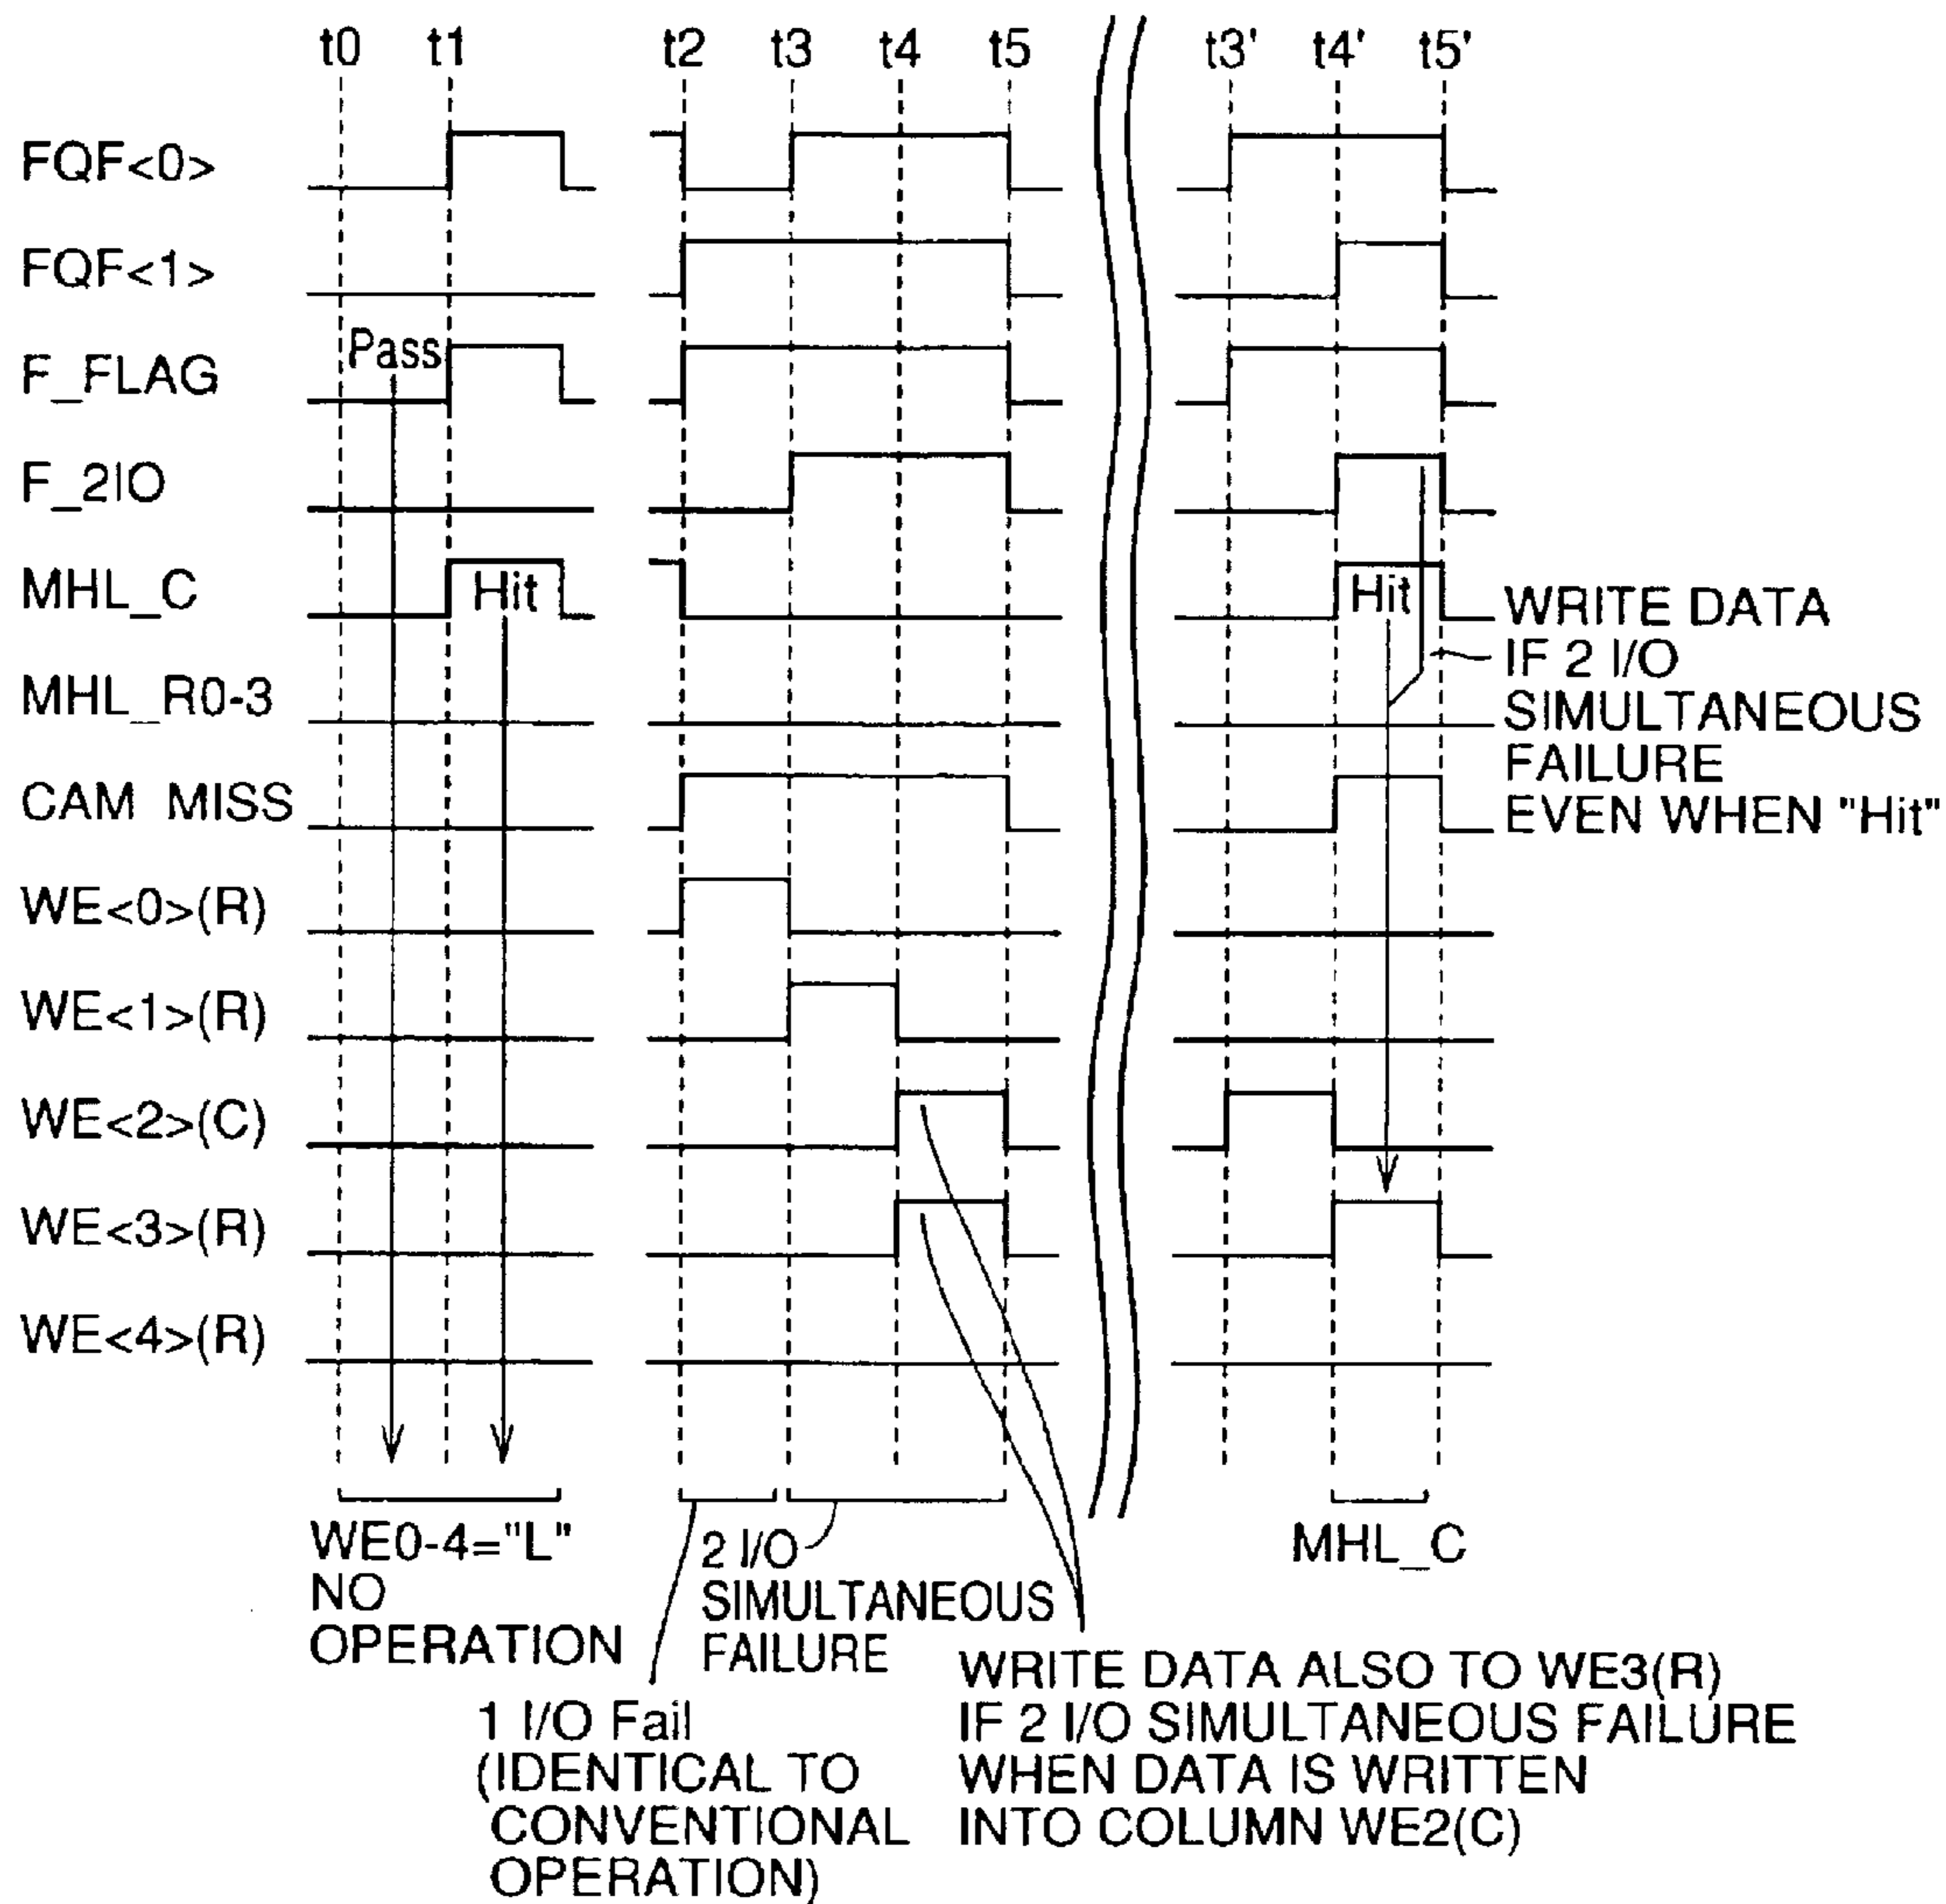 t0 t1 t2 t3 t4 t5 t3' t4' t5'
FQF<0>
FQF<1>
F_FLAG
Pass
F_2IO
MHL_C
Hit
Hit
WRITE DATA
IF 2 I/O
SIMULTANEOUS
FAILURE
EVEN WHEN "Hit"
MHL_R0-3
CAM MISS
WE<0>(R)
WE<1>(R)
WE<2>(C)
WE<3>(R)
WE<4>(R)
WE0-4="L"
NO
OPERATION
2 I/O
SIMULTANEOUS
FAILURE
MHL_C
1 I/O Fail
(IDENTICAL TO
CONVENTIONAL
OPERATION)
WRITE DATA ALSO TO WE3(R)
IF 2 I/O SIMULTANEOUS FAILURE
WHEN DATA IS WRITTEN
INTO COLUMN WE2(C)